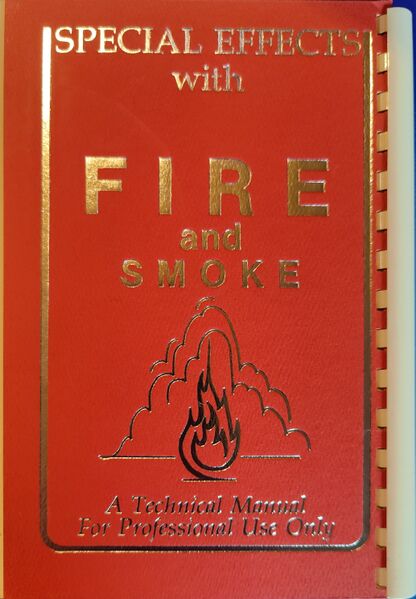 SPECIAL EFFECTS
with
FIRE
and
SMOKE
A Technical Manual
For Professional Use Only